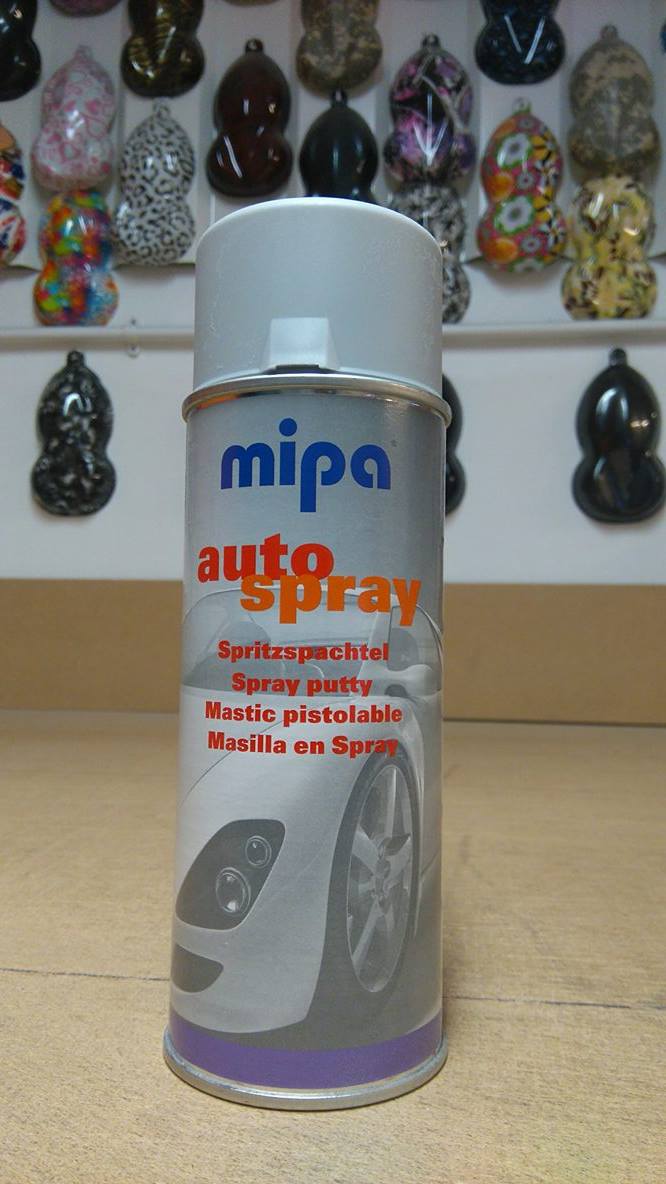 mipa
auto
spray
Spritzspachtel
Spray putty
Mastic pistolable
Masilla en Spray